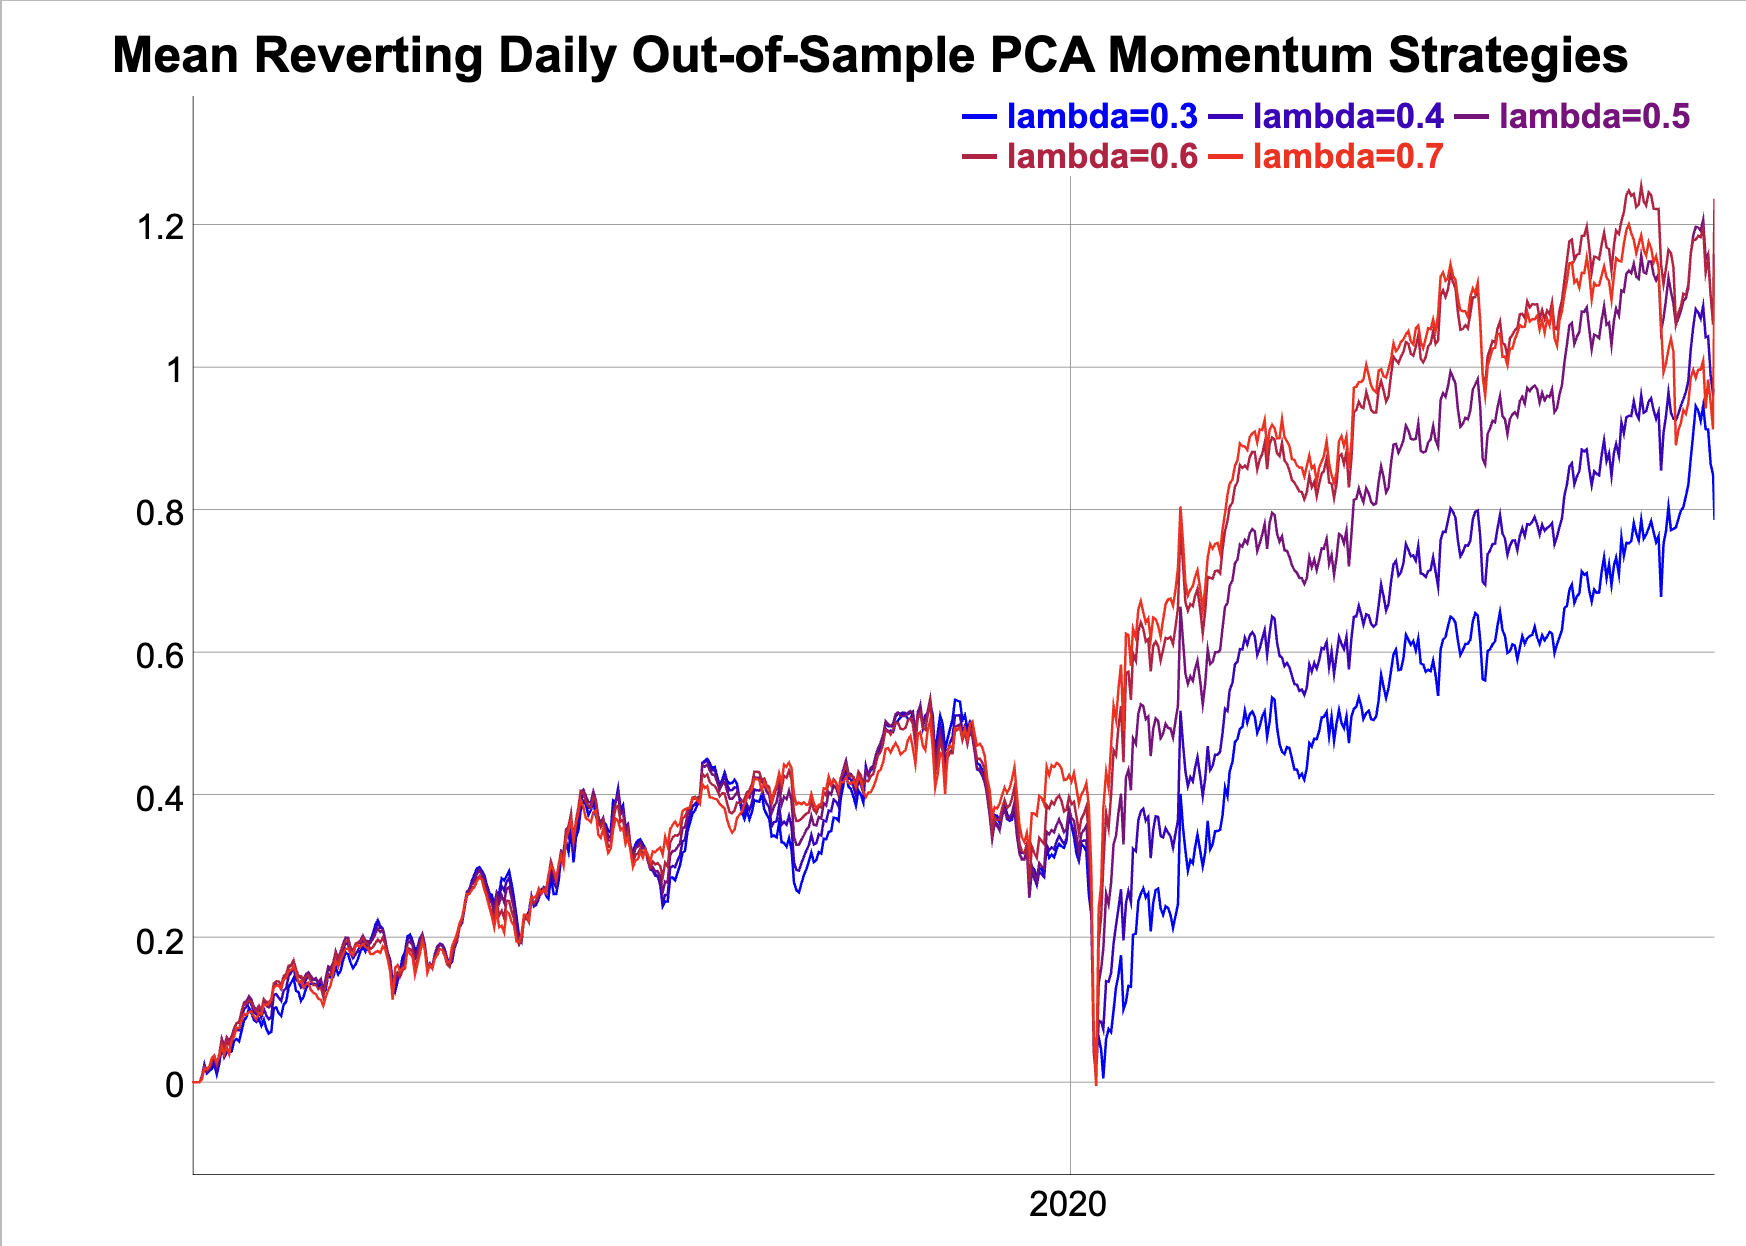 Mean Reverting Daily Out-of-Sample PCA Momentum Strategies
lambda=0.3 lambda=0.4 lambda=0.5
lambda=0.6 lambda=0.7
1.2
1
0.8
0.6
0.4
0.2
0
2020